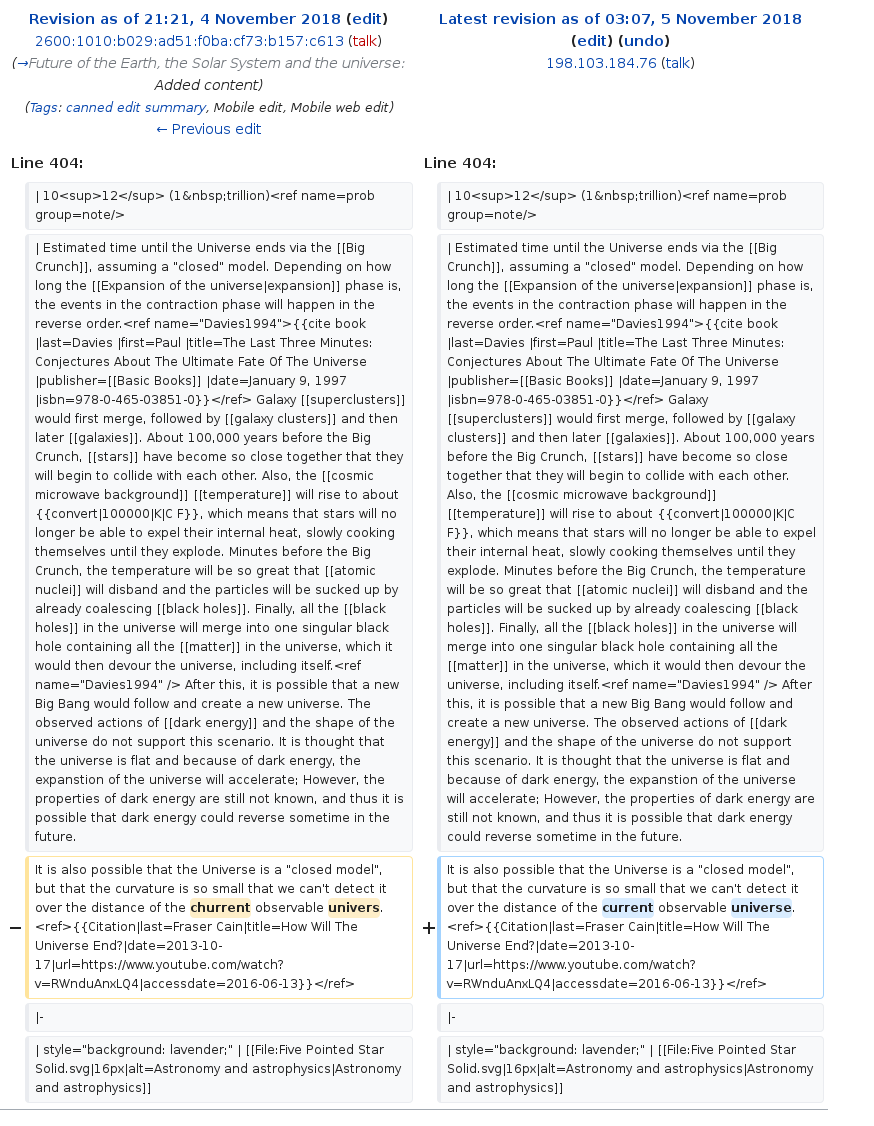 Revision as of 21:21, 4 November 2018 (edit)
2600:1010:b029:ad51:f0ba:cf73:b157:c613 (talk)
(→Future of the Earth, the Solar System and the universe:
Added content)
(Tags: canned edit summary, Mobile edit, Mobile web edit)
← Previous edit
Latest revision as of 03:07, 5 November 2018
(edit) (undo)
198.103.184.76 (talk)
Line 404:
| 10<sup>12</sup> (1&nbsp;trillion)<ref name=prob
group=note/>
| Estimated time until the Universe ends via the [[Big
Crunch]], assuming a "closed" model. Depending on how
long the [[Expansion of the universe|expansion]] phase is,
the events in the contraction phase will happen in the
reverse order.<ref name="Davies1994">{{cite book
|last=Davies |first=Paul |title=The Last Three Minutes:
Conjectures About The Ultimate Fate Of The Universe
|publisher=[[Basic Books]] |date=January 9, 1997
|isbn=978-0-465-03851-0}}</ref> Galaxy [[superclusters]]
would first merge, followed by [[galaxy clusters]] and then
later [[galaxies]]. About 100,000 years before the Big
Crunch, [[stars]] have become so close together that they
will begin to collide with each other. Also, the [[cosmic
microwave background]] [[temperature]] will rise to about
{{convert|100000|K|C F}}, which means that stars will no
longer be able to expel their internal heat, slowly cooking
themselves until they explode. Minutes before the Big
Crunch, the temperature will be so great that [[atomic
nuclei]] will disband and the particles will be sucked up by
already coalescing [[black holes]]. Finally, all the [[black
holes]] in the universe will merge into one singular black
hole containing all the [[matter]] in the universe, which it
would then devour the universe, including itself.<ref
name="Davies1994" /> After this, it is possible that a new
Big Bang would follow and create a new universe. The
observed actions of [[dark energy]] and the shape of the
universe do not support this scenario. It is thought that
the universe is flat and because of dark energy, the
expanstion of the universe will accelerate; However, the
properties of dark energy are still not known, and thus it is
possible that dark energy could reverse sometime in the
future.
− It is also possible that the Universe is a "closed model",
but that the curvature is so small that we can't detect it
over the distance of the churrent observable univers.
<ref>{{Citation|last=Fraser Cain|title=How Will The
Universe End?|date=2013-10-
17|url=https://www.youtube.com/watch?
v=RWnduAnxLQ4|accessdate=2016-06-13}}</ref>
|-
| style="background: lavender;" | [[File:Five Pointed Star
Solid.svg|16px|alt=Astronomy and astrophysics|Astronomy
and astrophysics]]
Line 404:
| 10<sup>12</sup> (1&nbsp;trillion)<ref name=prob
group=note/>
| Estimated time until the Universe ends via the [[Big
Crunch]], assuming a "closed" model. Depending on how
long the [[Expansion of the universe|expansion]] phase is,
the events in the contraction phase will happen in the
reverse order.<ref name="Davies1994">{{cite book
|last=Davies |first=Paul |title=The Last Three Minutes:
Conjectures About The Ultimate Fate Of The Universe
|publisher=[[Basic Books]] |date=January 9, 1997
|isbn=978-0-465-03851-0}}</ref> Galaxy
[[superclusters]] would first merge, followed by [[galaxy
clusters]] and then later [[galaxies]]. About 100,000 years
before the Big Crunch, [[stars]] have become so close
together that they will begin to collide with each other.
Also, the [[cosmic microwave background]]
[[temperature]] will rise to about {{convert|100000|K|C
F}}, which means that stars will no longer be able to expel
their internal heat, slowly cooking themselves until they
explode. Minutes before the Big Crunch, the temperature
will be so great that [[atomic nuclei]] will disband and the
particles will be sucked up by already coalescing [[black
holes]]. Finally, all the [[black holes]] in the universe will
merge into one singular black hole containing all the
[[matter]] in the universe, which it would then devour the
universe, including itself.<ref name="Davies1994" /> After
this, it is possible that a new Big Bang would follow and
create a new universe. The observed actions of [[dark
energy]] and the shape of the universe do not support
this scenario. It is thought that the universe is flat and
because of dark energy, the expanstion of the universe
will accelerate; However, the properties of dark energy are
still not known, and thus it is possible that dark energy
could reverse sometime in the future.
+ It is also possible that the Universe is a "closed model",
but that the curvature is so small that we can't detect it
over the distance of the current observable universe.
<ref>{{Citation|last=Fraser Cain|title=How Will The
Universe End?|date=2013-10-
17|url=https://www.youtube.com/watch?
v=RWnduAnxLQ4|accessdate=2016-06-13}}</ref>
|-
| style="background: lavender;" | [[File:Five Pointed Star
Solid.svg|16px|alt=Astronomy and astrophysics|Astronomy
and astrophysics]]